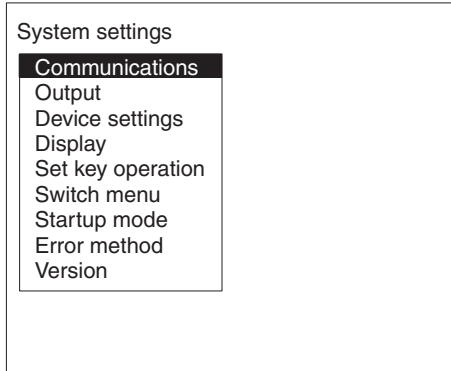 System settings
Communications
Output
Device settings
Display
Set key operation
Switch menu
Startup mode
Error method
Version